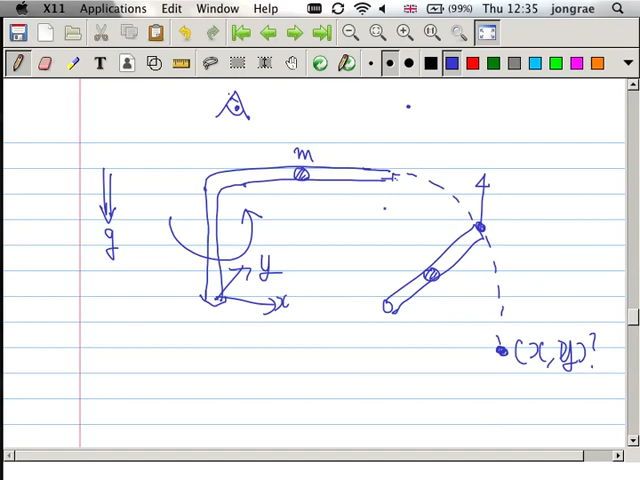 X11 Applications Edit Window Help (99%) Thu 12:35 jongrae
T
m
g
y
x
(x, y)?